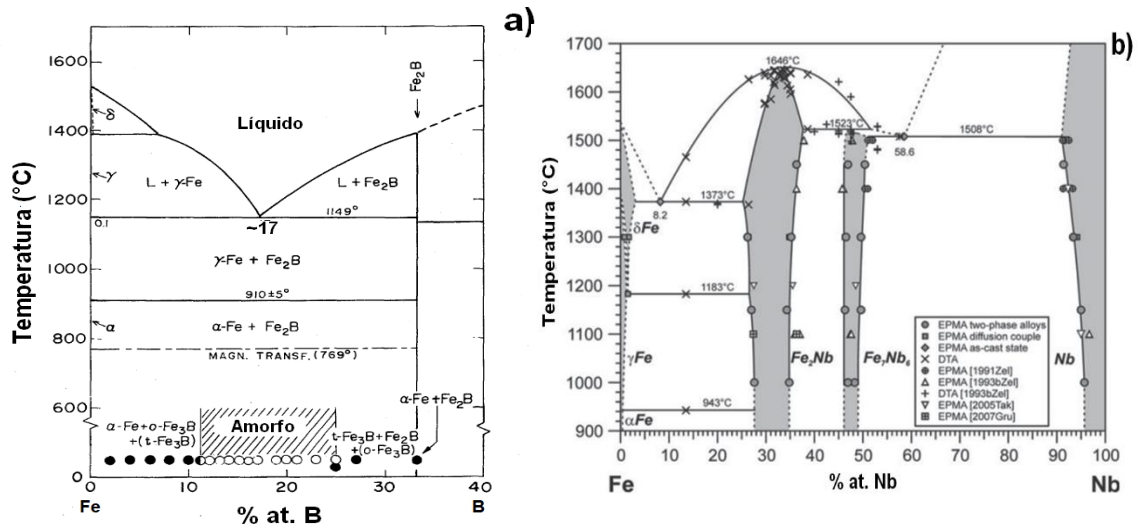 a)
Temperatura (°C)
1600
1400
1200
1000
800
600
200
0
δ
γ
α
Líquido
Fe₂B
L + γ-Fe
L + Fe₂B
1149°
0.1
~17
γ-Fe + Fe₂B
910±5°
α-Fe + Fe₂B
MAGN. TRANSF. (769°)
α-Fe+Fe₂B
α-Fe+o-Fe₃B
+(t-Fe₃B)
Amorfo
t-Fe₃B+Fe₂B
+(o-Fe₃B)
0 10 20 30 40
Fe B
% at. B
b)
Temperatura (°C)
1700
1600
1500
1400
1300
1200
1100
1000
900
1646°C
1523°C
1508°C
58.6
1373°C
8.2
δFe
1183°C
γFe
Fe₂Nb
Fe₇Nb₆
Nb
943°C
αFe
EPMA two-phase alloys
EPMA diffusion couple
EPMA as-cast state
DTA
EPMA [1991Zel]
EPMA [1993bZel]
DTA [1993bZel]
EPMA [2005Tak]
EPMA [2007Gru]
0 10 20 30 40 50 60 70 80 90 100
Fe % at. Nb Nb